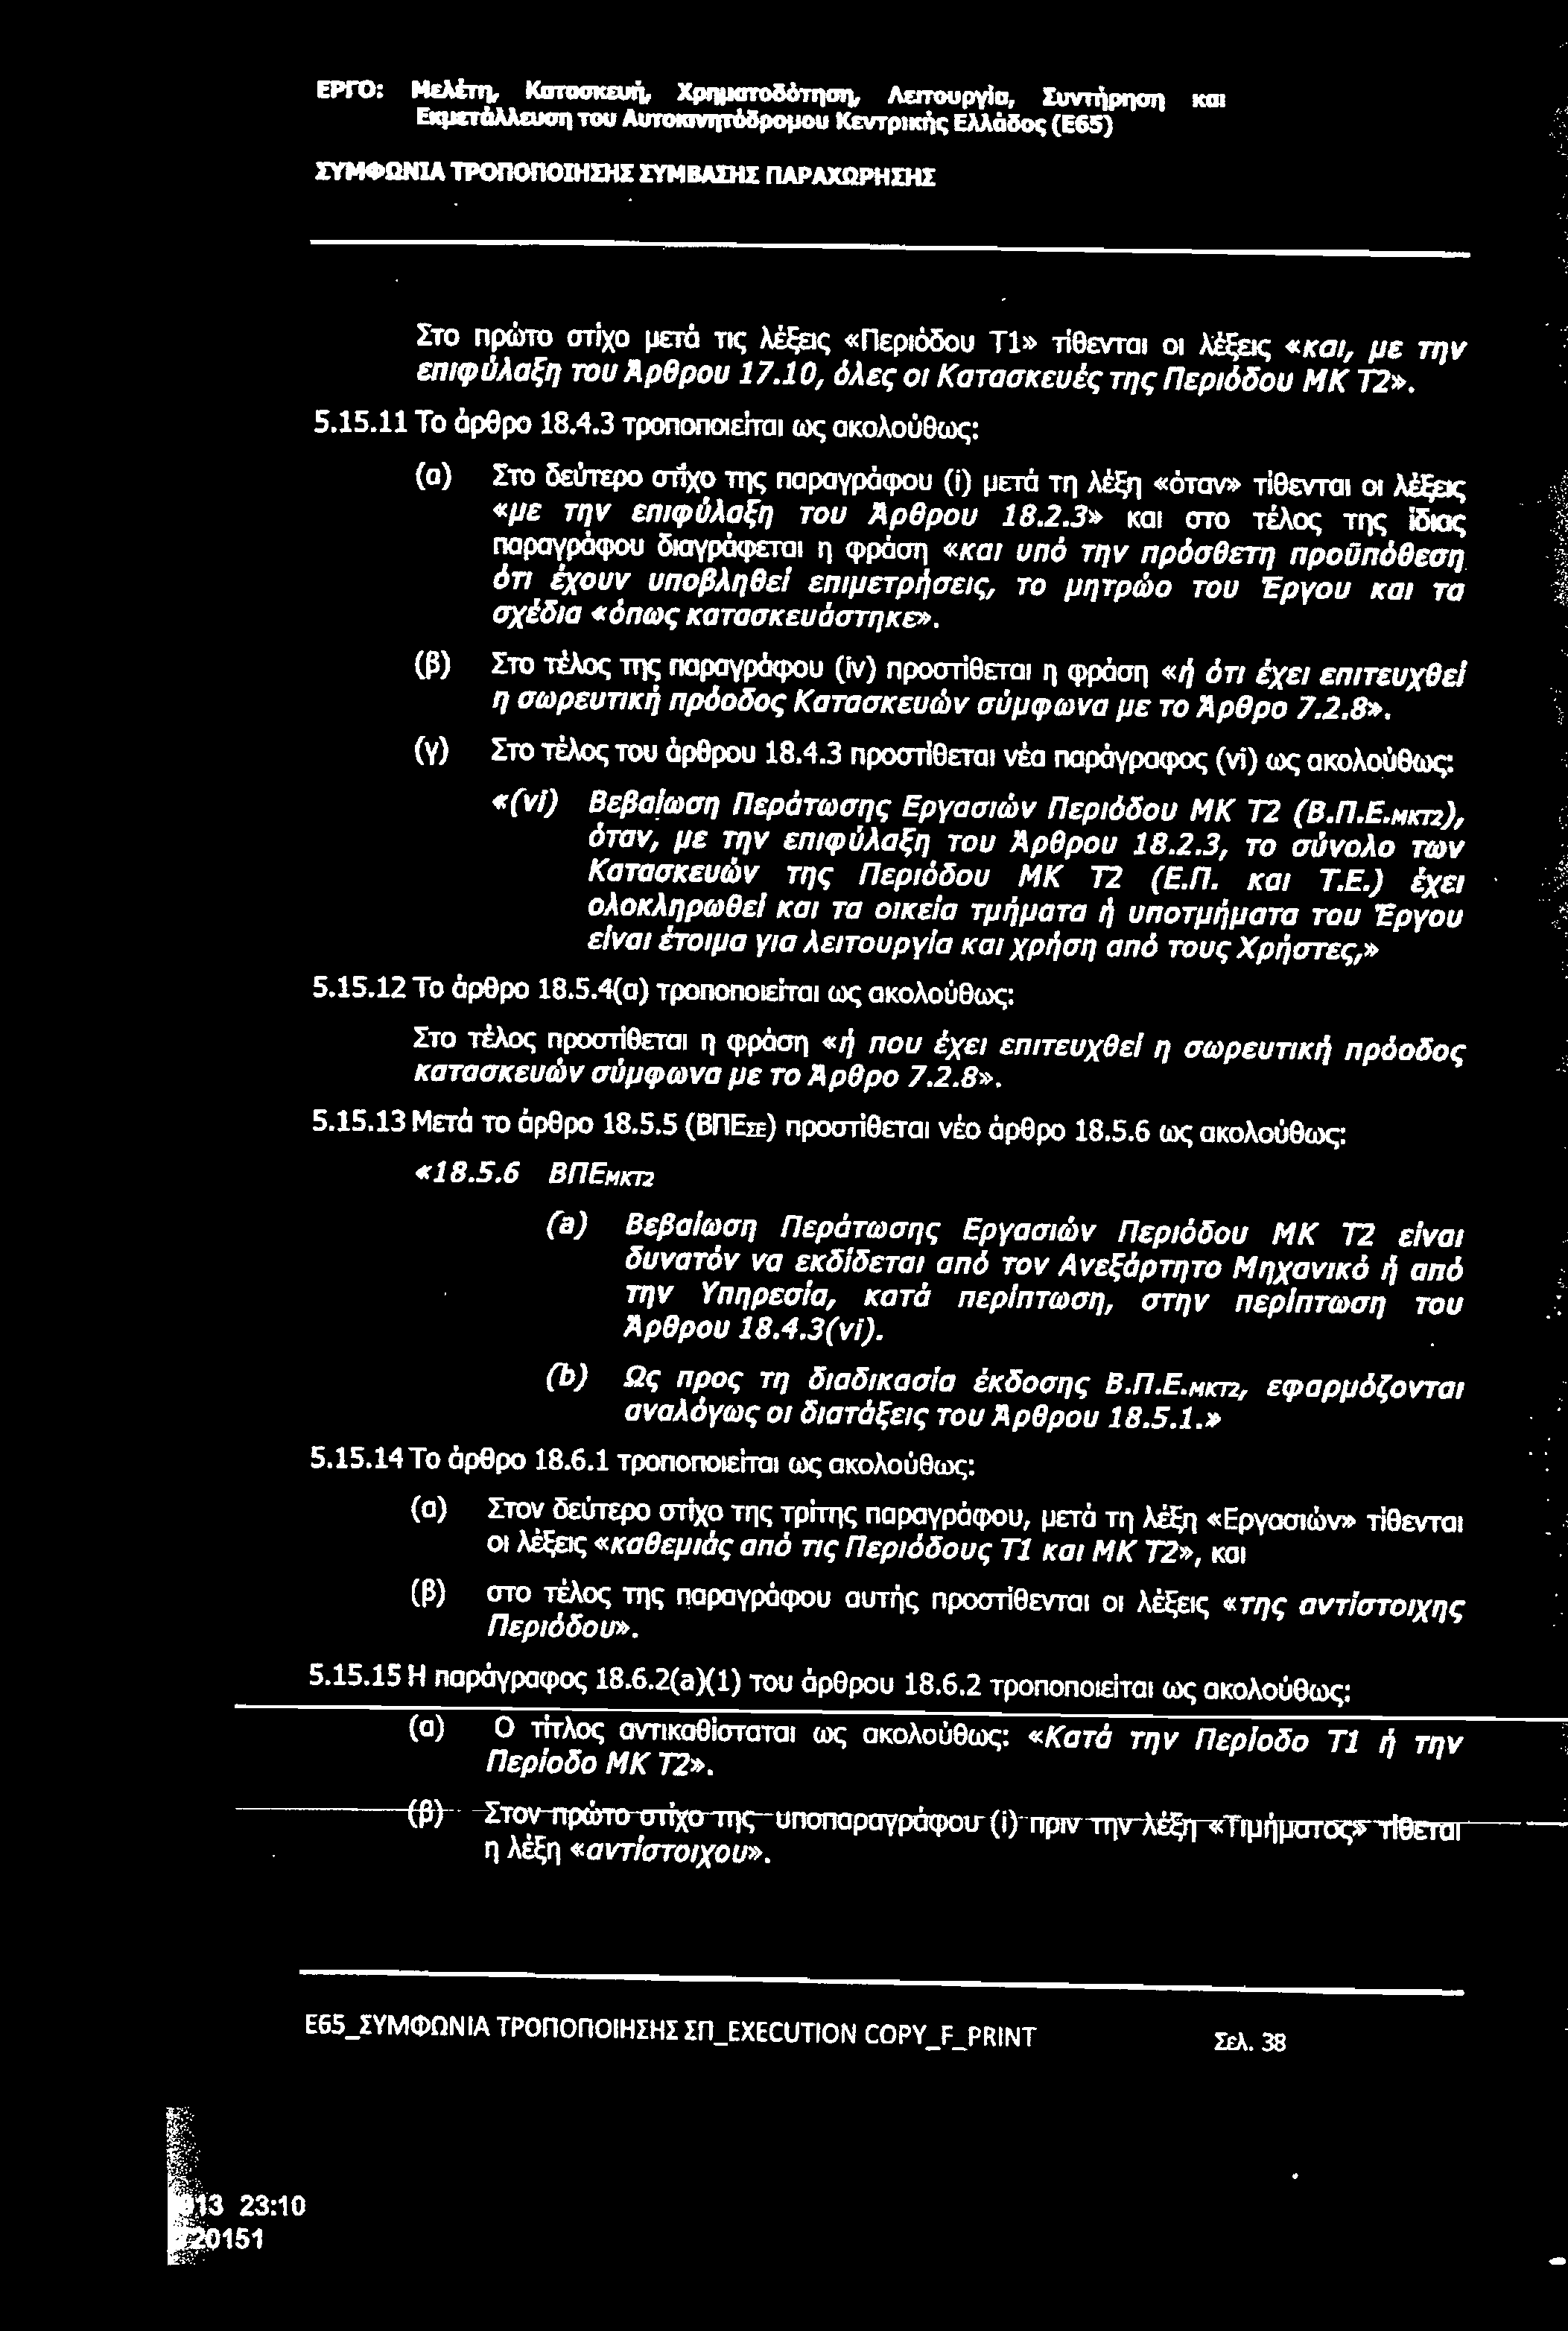 ΕΡΓΟ: Μελέτη, Κατασκευή, Χρηματοδότηση, Λειτουργία, Συντήρηση και
Εκμετάλλευση του Αυτοκινητόδρομου Κεντρικής Ελλάδος (Ε65)
ΣΥΜΦΩΝΙΑ ΤΡΟΠΟΠΟΙΗΣΗΣ ΣΥΜΒΑΣΗΣ ΠΑΡΑΧΩΡΗΣΗΣ
Στο πρώτο στίχο μετά τις λέξεις «Περιόδου Τ1» τίθενται οι λέξεις «και, με την
επιφύλαξη του Άρθρου 17.10, όλες οι Κατασκευές της Περιόδου ΜΚ Τ2».
5.15.11 Το άρθρο 18.4.3 τροποποιείται ως ακολούθως:
(α) Στο δεύτερο στίχο της παραγράφου (i) μετά τη λέξη «όταν» τίθενται οι λέξεις
«με την επιφύλαξη του Άρθρου 18.2.3» και στο τέλος της ίδιας
παραγράφου διαγράφεται η φράση «και υπό την πρόσθετη προϋπόθεση
ότι έχουν υποβληθεί επιμετρήσεις, το μητρώο του Έργου και τα
σχέδια «όπως κατασκευάστηκε».
(β) Στο τέλος της παραγράφου (iv) προστίθεται η φράση «ή ότι έχει επιτευχθεί
η σωρευτική πρόοδος Κατασκευών σύμφωνα με το Άρθρο 7.2.8».
(γ) Στο τέλος του άρθρου 18.4.3 προστίθεται νέα παράγραφος (vi) ως ακολούθως:
«(vi) Βεβαίωση Περάτωσης Εργασιών Περιόδου ΜΚ Τ2 (Β.Π.Ε.ΜΚΤ2),
όταν, με την επιφύλαξη του Άρθρου 18.2.3, το σύνολο των
Κατασκευών της Περιόδου ΜΚ Τ2 (Ε.Π. και Τ.Ε.) έχει
ολοκληρωθεί και τα οικεία τμήματα ή υποτμήματα του Έργου
είναι έτοιμα για λειτουργία και χρήση από τους Χρήστες,»
5.15.12 Το άρθρο 18.5.4(α) τροποποιείται ως ακολούθως:
Στο τέλος προστίθεται η φράση «ή που έχει επιτευχθεί η σωρευτική πρόοδος
κατασκευών σύμφωνα με το Άρθρο 7.2.8».
5.15.13 Μετά το άρθρο 18.5.5 (ΒΠΕΣΕ) προστίθεται νέο άρθρο 18.5.6 ως ακολούθως:
«18.5.6 ΒΠΕΜΚΤ2
(a) Βεβαίωση Περάτωσης Εργασιών Περιόδου ΜΚ Τ2 είναι
δυνατόν να εκδίδεται από τον Ανεξάρτητο Μηχανικό ή από
την Υπηρεσία, κατά περίπτωση, στην περίπτωση του
Άρθρου 18.4.3(vi).
(b) Ως προς τη διαδικασία έκδοσης Β.Π.Ε.ΜΚΤ2, εφαρμόζονται
αναλόγως οι διατάξεις του Άρθρου 18.5.1.»
5.15.14 Το άρθρο 18.6.1 τροποποιείται ως ακολούθως:
(α) Στον δεύτερο στίχο της τρίτης παραγράφου, μετά τη λέξη «Εργασιών» τίθενται
οι λέξεις «καθεμιάς από τις Περιόδους Τ1 και ΜΚ Τ2», και
(β) στο τέλος της παραγράφου αυτής προστίθενται οι λέξεις «της αντίστοιχης
Περιόδου».
5.15.15 Η παράγραφος 18.6.2(a)(1) του άρθρου 18.6.2 τροποποιείται ως ακολούθως:
(α) Ο τίτλος αντικαθίσταται ως ακολούθως: «Κατά την Περίοδο Τ1 ή την
Περίοδο ΜΚ Τ2».
(β) Στον πρώτο στίχο της υποπαραγράφου (i) πριν την λέξη «Τιμήματος» τίθεται
η λέξη «αντίστοιχου».
Ε65_ΣΥΜΦΩΝΙΑ ΤΡΟΠΟΠΟΙΗΣΗΣ ΣΠ_EXECUTION COPY_F_PRINT Σελ. 38
13 23:10
20151